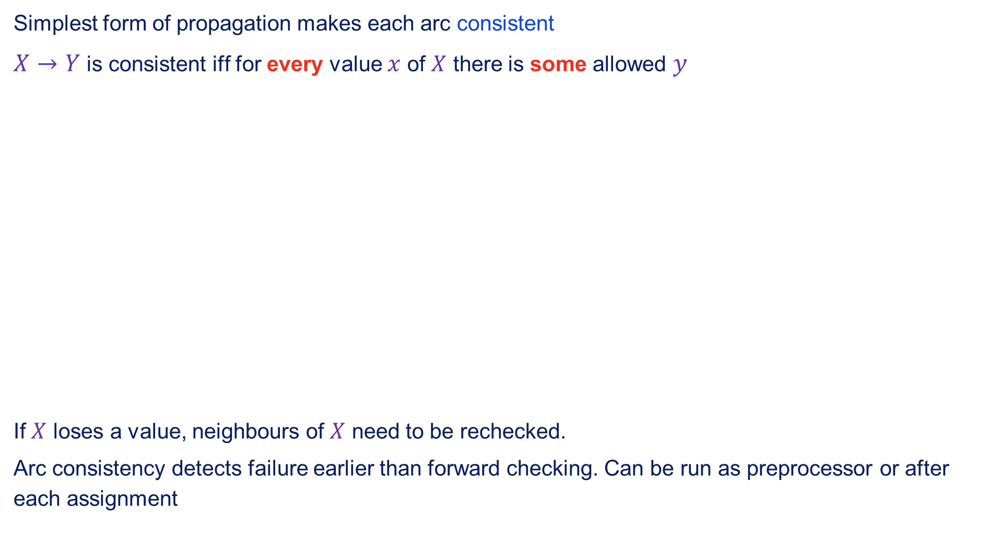 Simplest form of propagation makes each arc consistent
X → Y is consistent iff for every value x of X there is some allowed y
If X loses a value, neighbours of X need to be rechecked.
Arc consistency detects failure earlier than forward checking. Can be run as preprocessor or after
each assignment